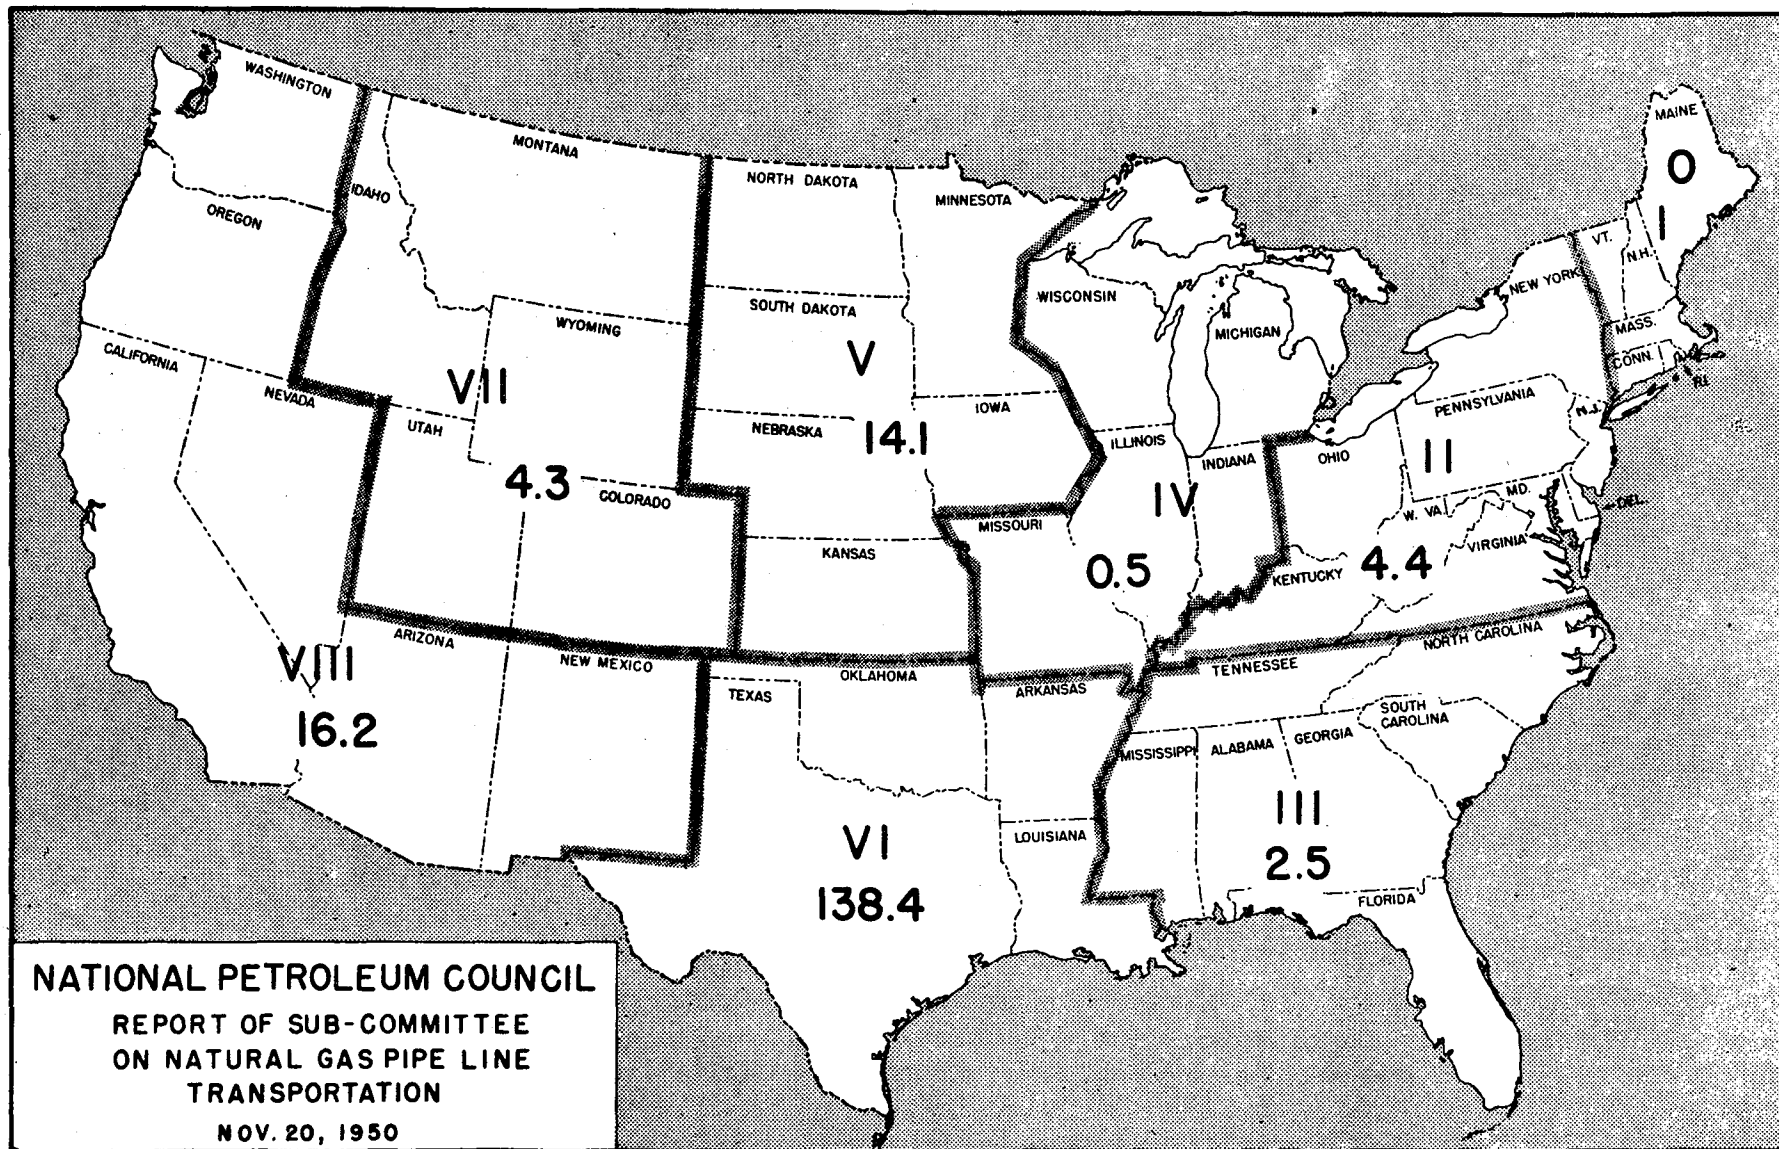 WASHINGTON
MONTANA
NORTH DAKOTA
MINNESOTA
MAINE
0
I
IDAHO
OREGON
VT.
N.H.
NEW YORK
SOUTH DAKOTA
WISCONSIN
WYOMING
MICHIGAN
MASS.
CONN.
R.I.
CALIFORNIA
NEVADA
VII
V
IOWA
UTAH
NEBRASKA
14.1
ILLINOIS
INDIANA
OHIO
PENNSYLVANIA
N.J.
II
4.3
COLORADO
IV
MD.
DEL.
W. VA.
MISSOURI
KANSAS
0.5
KENTUCKY
4.4
VIRGINIA
ARIZONA
NEW MEXICO
VIII
16.2
TEXAS
OKLAHOMA
ARKANSAS
TENNESSEE
NORTH CAROLINA
SOUTH
CAROLINA
MISSISSIPPI
ALABAMA
GEORGIA
III
2.5
LOUISIANA
VI
138.4
FLORIDA
NATIONAL PETROLEUM COUNCIL
REPORT OF SUB-COMMITTEE
ON NATURAL GAS PIPE LINE
TRANSPORTATION
NOV. 20, 1950